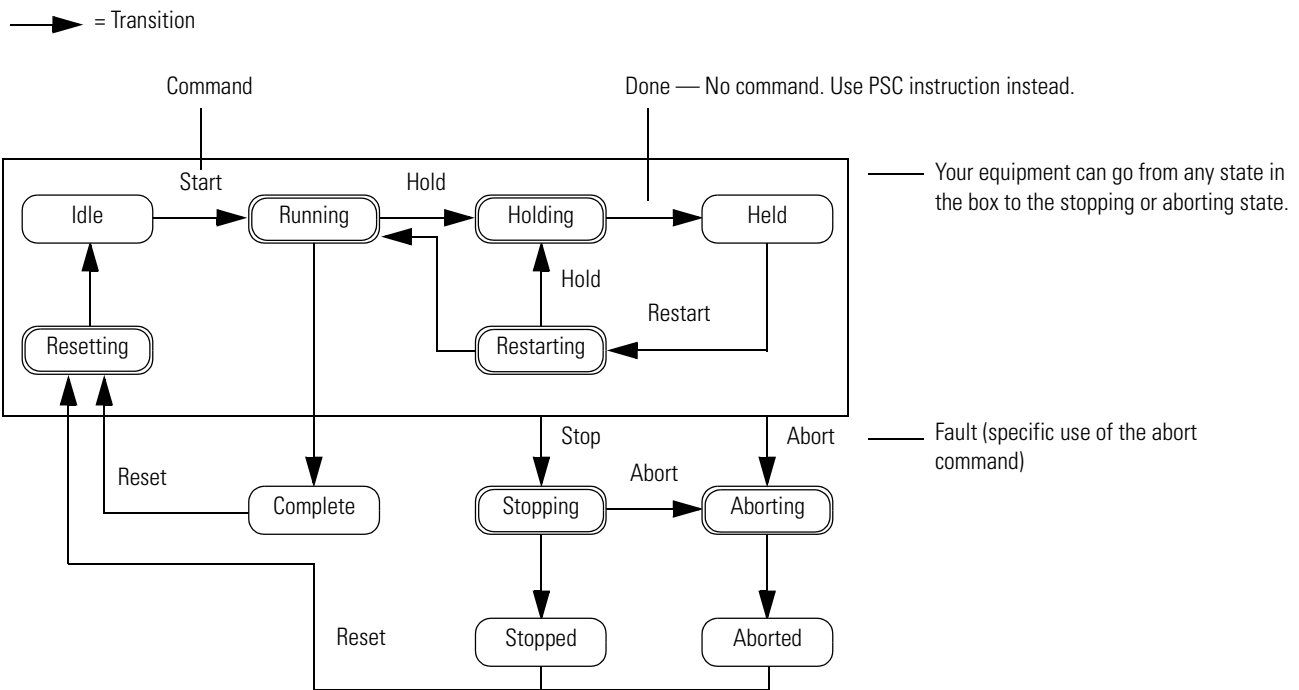 = Transition
Command
Done — No command. Use PSC instruction instead.
Your equipment can go from any state in
the box to the stopping or aborting state.
Start
Hold
Idle
Running
Holding
Held
Hold
Restart
Resetting
Restarting
Stop
Abort
Fault (specific use of the abort
command)
Reset
Abort
Complete
Stopping
Aborting
Reset
Stopped
Aborted